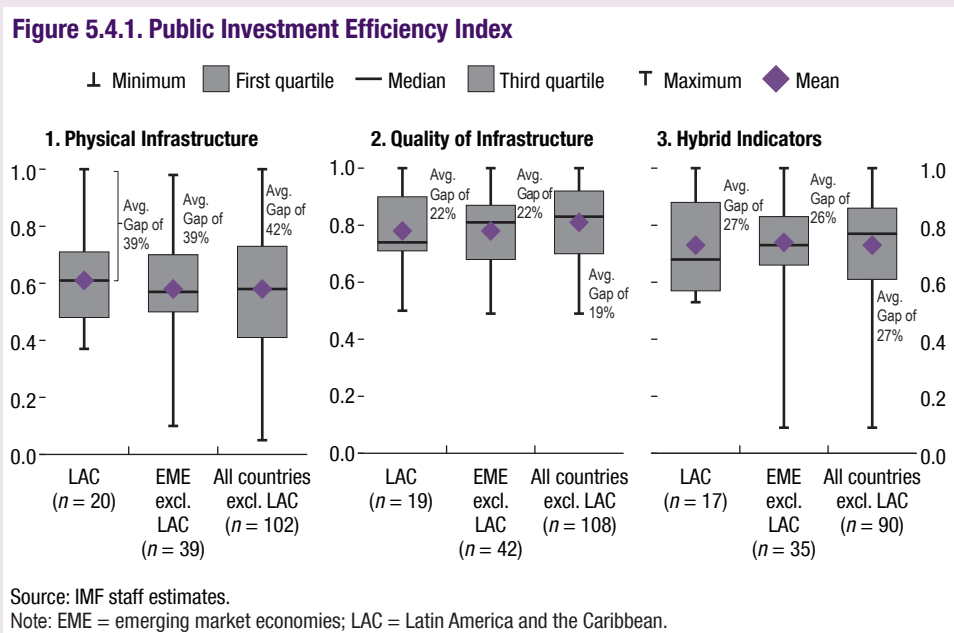 Figure 5.4.1. Public Investment Efficiency Index
Minimum First quartile Median Third quartile Maximum Mean
1. Physical Infrastructure
1.0
0.8
0.6
0.4
0.2
0.0
Avg.
Gap of
39%
Avg.
Gap of
39%
Avg.
Gap of
42%
LAC
(n = 20)
EME
excl.
LAC
(n = 39)
All countries
excl. LAC
(n = 102)
2. Quality of Infrastructure
1.0
0.8
0.6
0.4
0.2
0.0
Avg.
Gap of
22%
Avg.
Gap of
22%
Avg.
Gap of
19%
LAC
(n = 19)
EME
excl.
LAC
(n = 42)
All countries
excl. LAC
(n = 108)
3. Hybrid Indicators
Avg.
Gap of
27%
Avg.
Gap of
26%
Avg.
Gap of
27%
1.0
0.8
0.6
0.4
0.2
0.0
LAC
(n = 17)
EME
excl.
LAC
(n = 35)
All countries
excl. LAC
(n = 90)
Source: IMF staff estimates.
Note: EME = emerging market economies; LAC = Latin America and the Caribbean.